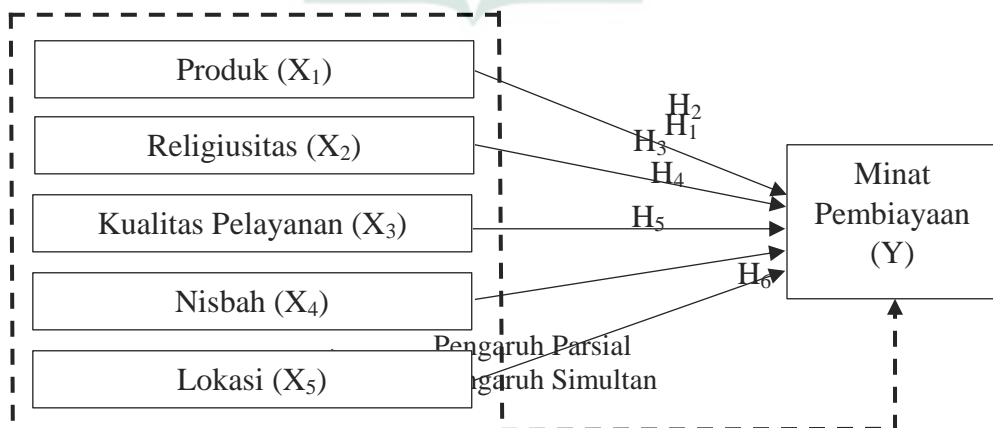 Produk (X₁)
Religiusitas (X₂)
Kualitas Pelayanan (X₃)
Nisbah (X₄)
Lokasi (X₅)
H₂
H₁
H₃
H₄
H₅
H₆
Minat
Pembiayaan
(Y)
Pengaruh Parsial
ngaruh Simultan